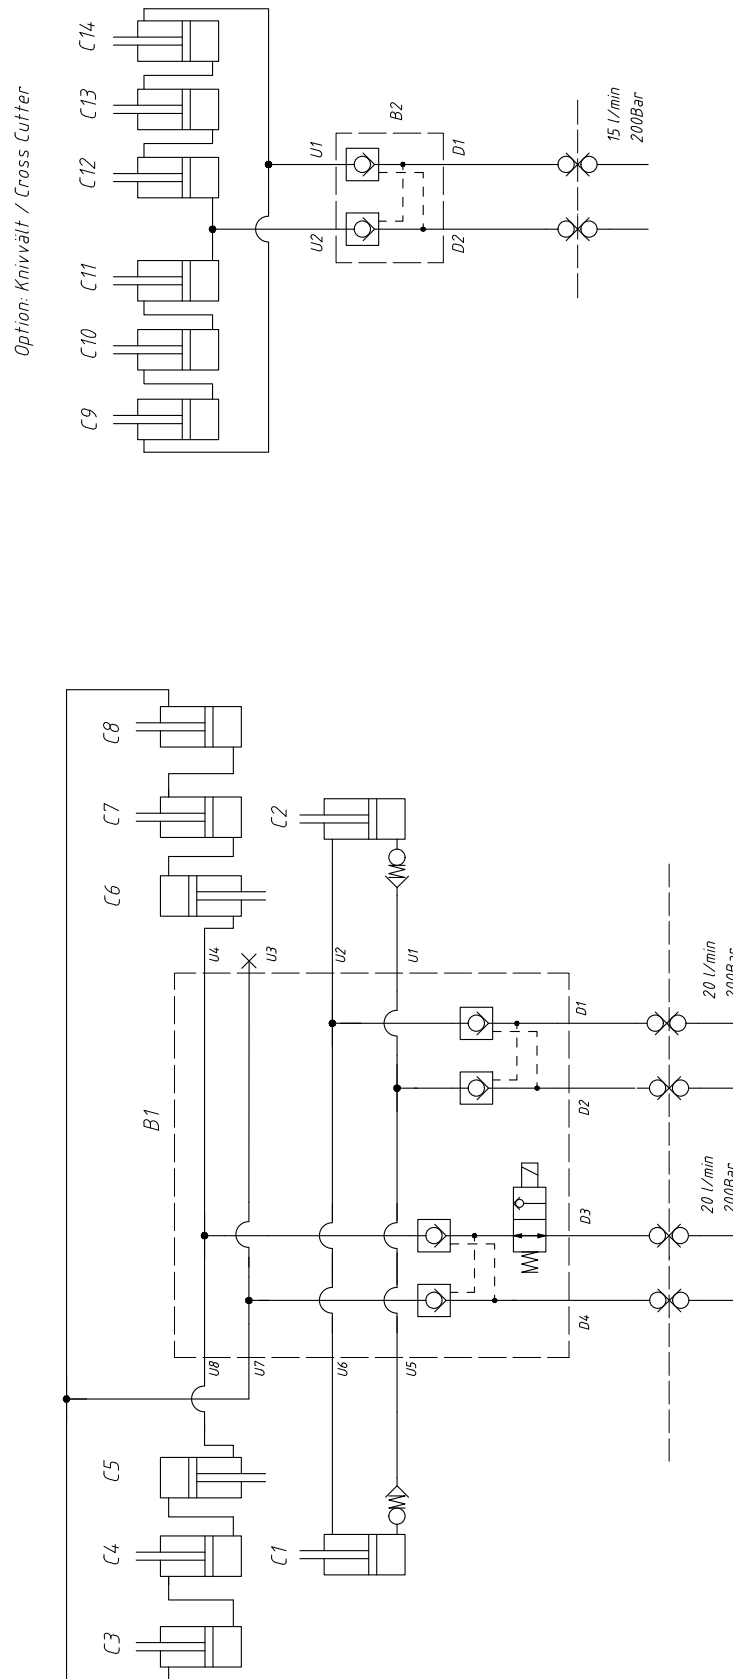 Option: Knivvält / Cross Cutter
C14
C13
C12
C11
C10
C9
U1
U2
B2
D1
D2
15 l/min
200Bar
C8
C7
C6
C2
U4
U3
U2
U1
B1
D1
D2
D3
D4
20 l/min
200Bar
20 l/min
200Bar
U8
U7
U6
U5
C5
C4
C3
C1